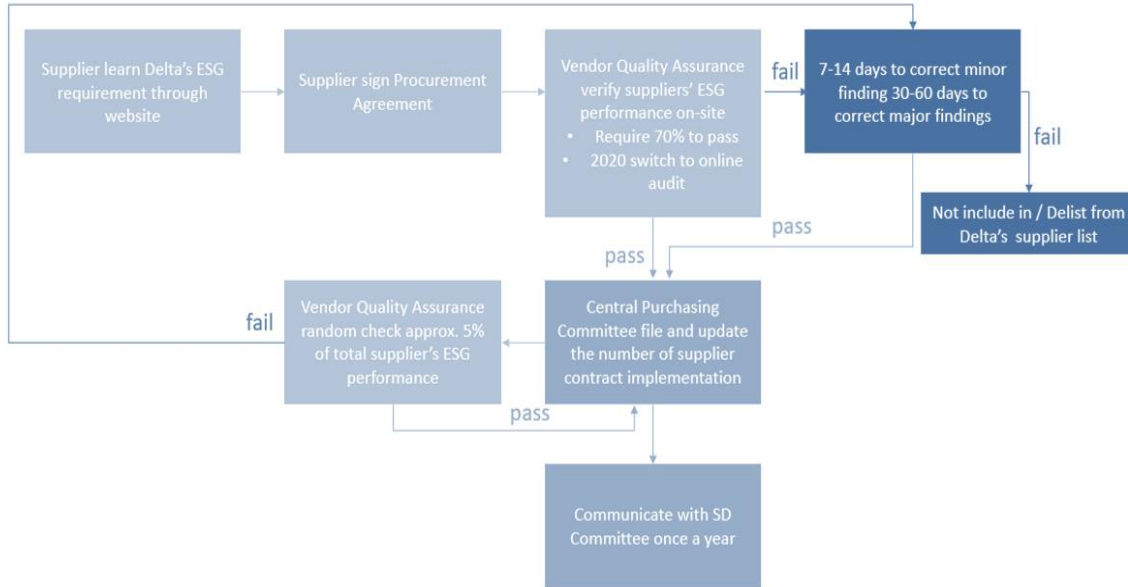 Supplier learn Delta's ESG
requirement through
website
Supplier sign Procurement
Agreement
Vendor Quality Assurance
verify suppliers' ESG
performance on-site
• Require 70% to pass
• 2020 switch to online
audit
fail
7-14 days to correct minor
finding 30-60 days to
correct major findings
fail
Not include in / Delist from
Delta's supplier list
pass
pass
Central Purchasing
Committee file and update
the number of supplier
contract implementation
Vendor Quality Assurance
random check approx. 5%
of total supplier's ESG
performance
fail
pass
Communicate with SD
Committee once a year